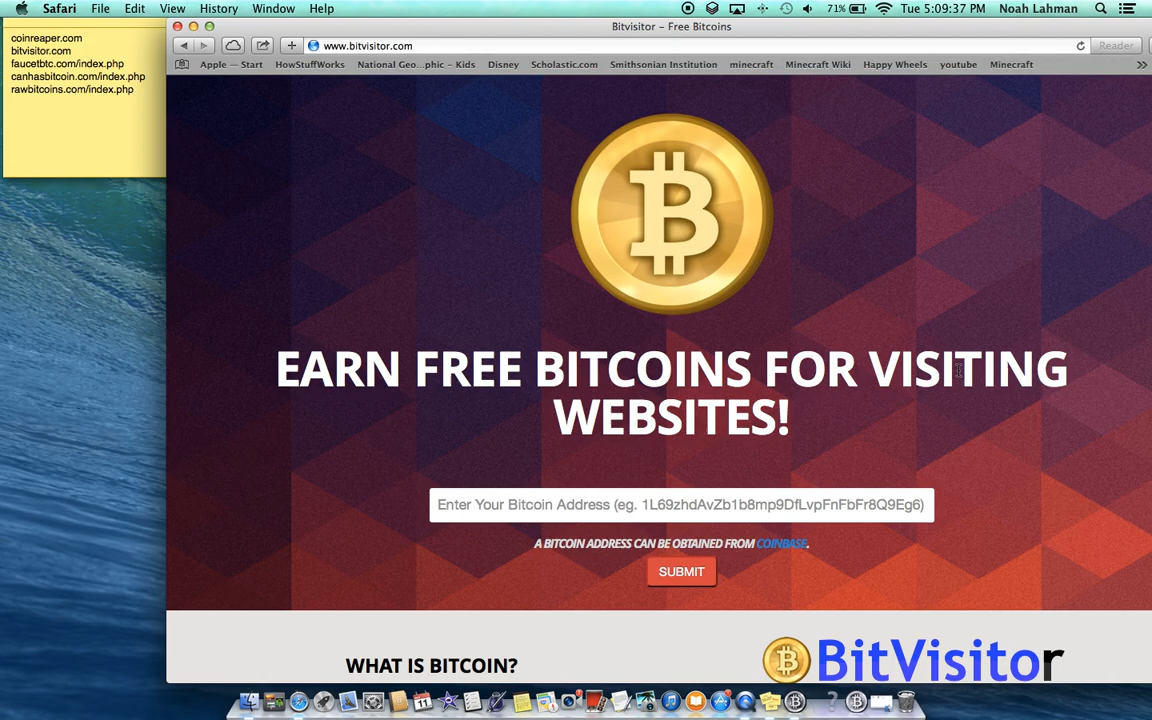 Safari File Edit View History Window Help 71% Tue 5:09:37 PM Noah Lahman
coinreaper.com
bitvisitor.com
faucetbtc.com/index.php
canhasbitcoin.com/index.php
rawbitcoins.com/index.php
Bitvisitor – Free Bitcoins
www.bitvisitor.com Reader
Apple — Start HowStuffWorks National Geo...phic - Kids Disney Scholastic.com Smithsonian Institution minecraft Minecraft Wiki Happy Wheels youtube Minecraft
EARN FREE BITCOINS FOR VISITING
WEBSITES!
Enter Your Bitcoin Address (eg. 1L69zhdAvZb1b8mp9DfLvpFnFbFr8Q9Eg6)
A BITCOIN ADDRESS CAN BE OBTAINED FROM COINBASE.
SUBMIT
WHAT IS BITCOIN?
BitVisitor